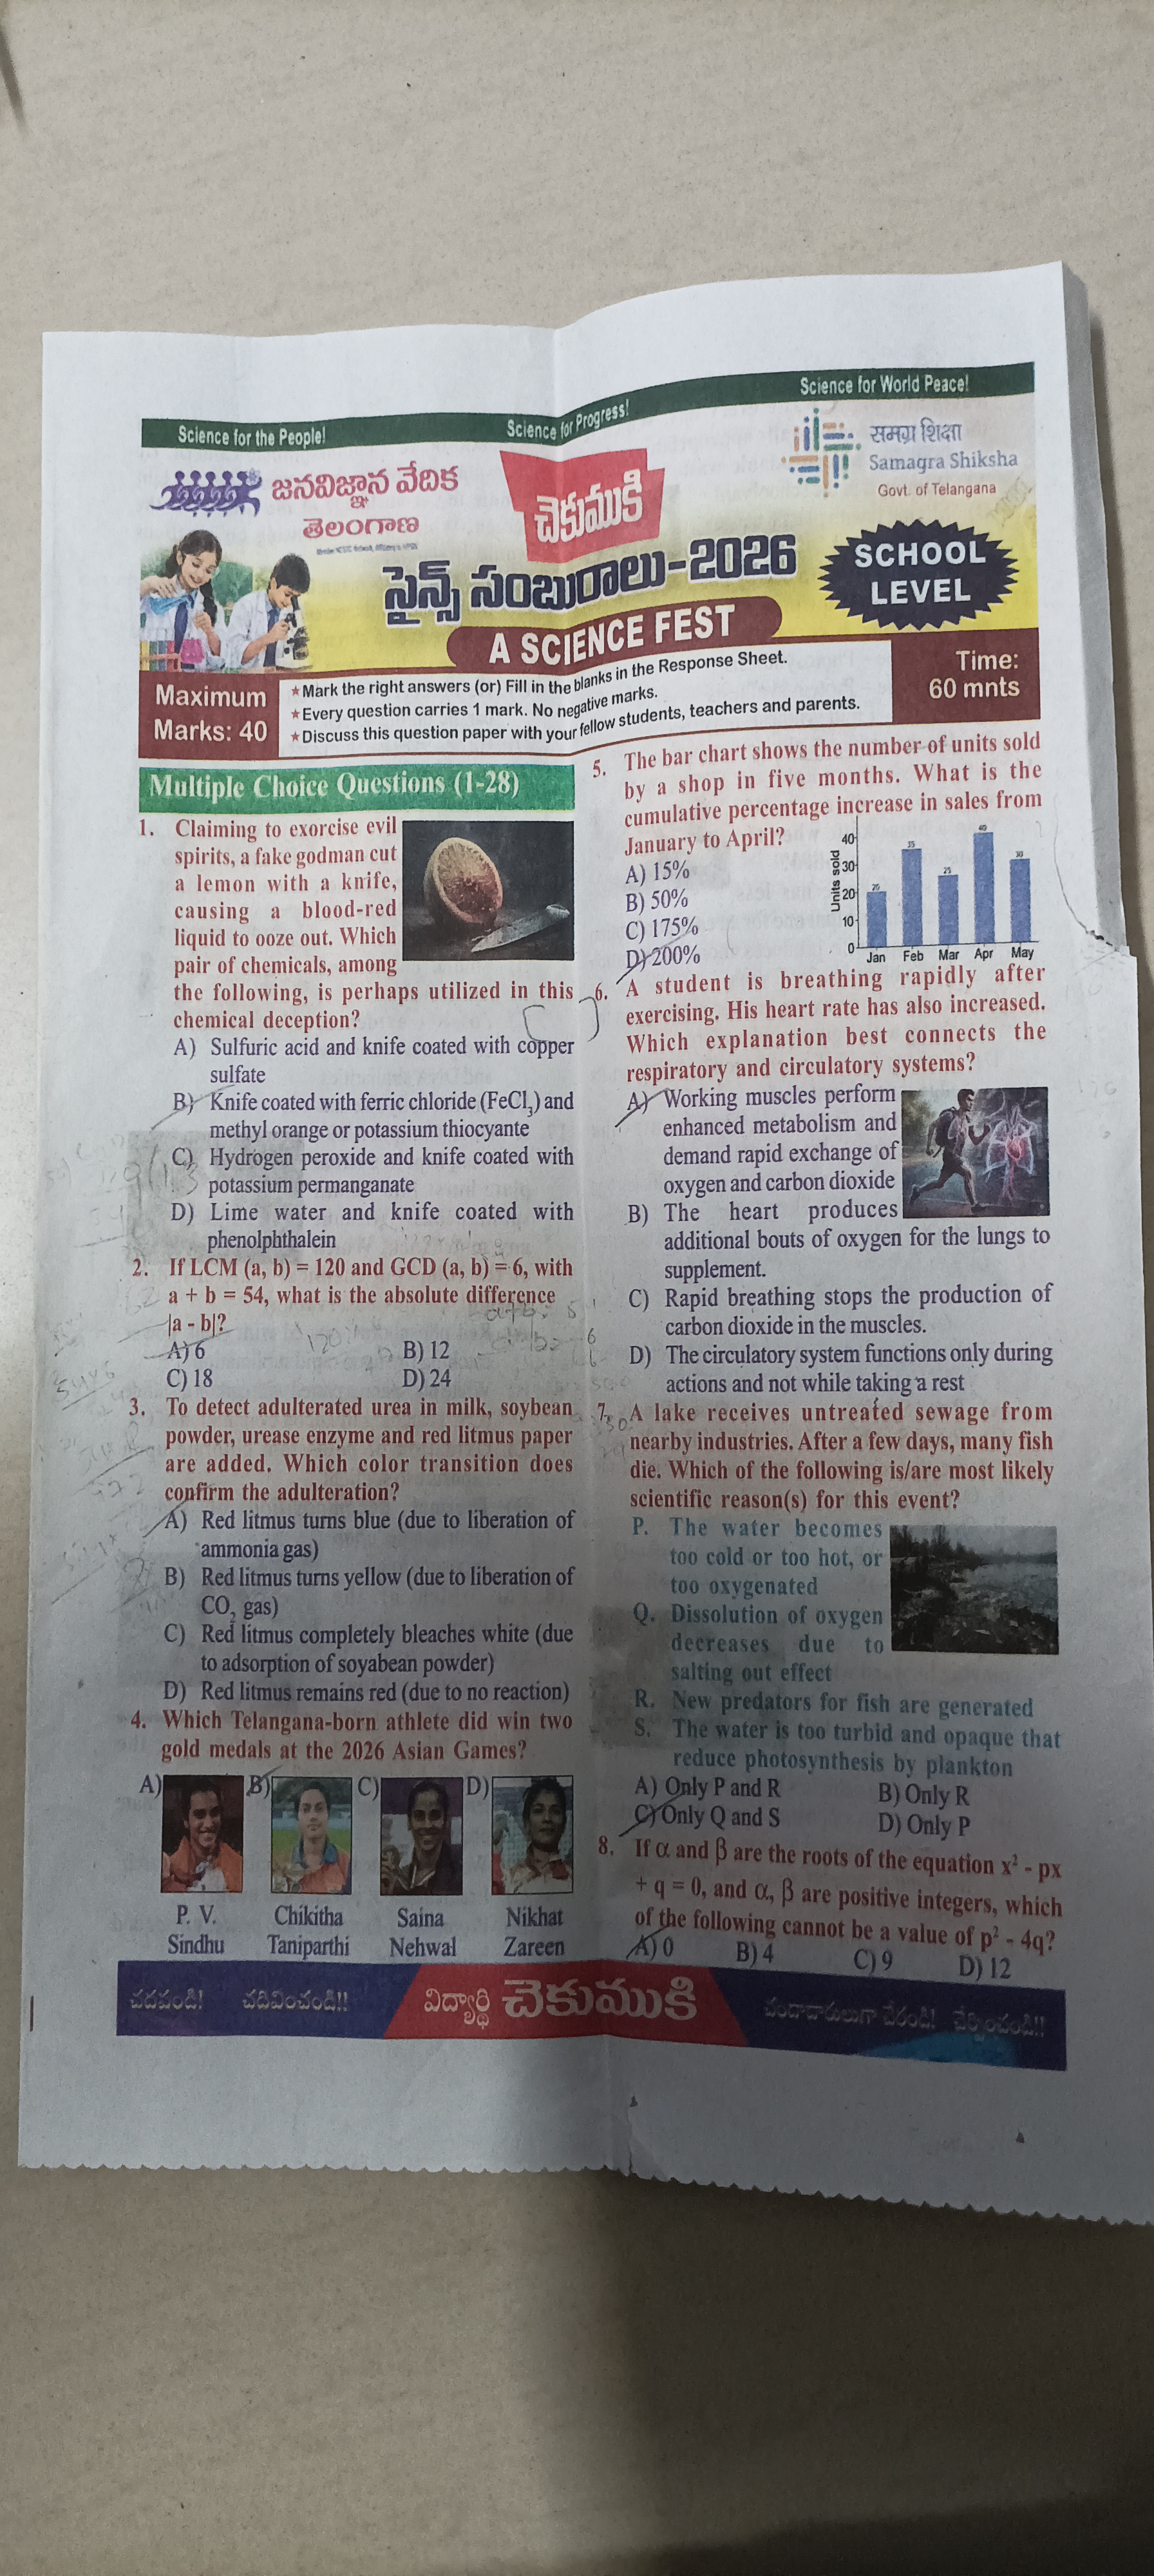 Science for the People!
Science for Progress!
Science for World Peace!
జనవిజ్ఞాన వేదిక
తెలంగాణ
చెకుముకి
समग्र शिक्षा
Samagra Shiksha
Govt. of Telangana
సైన్స్ సంబురాలు-2026
A SCIENCE FEST
SCHOOL
LEVEL
Maximum
Marks: 40
★Mark the right answers (or) Fill in the blanks in the Response Sheet.
★Every question carries 1 mark. No negative marks.
★Discuss this question paper with your fellow students, teachers and parents.
Time:
60 mnts
Multiple Choice Questions (1-28)
1. Claiming to exorcise evil
spirits, a fake godman cut
a lemon with a knife,
causing a blood-red
liquid to ooze out. Which
pair of chemicals, among
the following, is perhaps utilized in this
chemical deception?
A) Sulfuric acid and knife coated with copper
sulfate
B) Knife coated with ferric chloride (FeCl₃) and
methyl orange or potassium thiocyante
C) Hydrogen peroxide and knife coated with
potassium permanganate
D) Lime water and knife coated with
phenolphthalein
2. If LCM (a, b) = 120 and GCD (a, b) = 6, with
a + b = 54, what is the absolute difference
|a - b|?
A) 6
B) 12
C) 18
D) 24
3. To detect adulterated urea in milk, soybean
powder, urease enzyme and red litmus paper
are added. Which color transition does
confirm the adulteration?
A) Red litmus turns blue (due to liberation of
ammonia gas)
B) Red litmus turns yellow (due to liberation of
CO₂ gas)
C) Red litmus completely bleaches white (due
to adsorption of soyabean powder)
D) Red litmus remains red (due to no reaction)
4. Which Telangana-born athlete did win two
gold medals at the 2026 Asian Games?
A)
B)
C)
D)
P. V.
Sindhu
Chikitha
Taniparthi
Saina
Nehwal
Nikhat
Zareen
5. The bar chart shows the number of units sold
by a shop in five months. What is the
cumulative percentage increase in sales from
January to April?
A) 15%
B) 50%
C) 175%
D) 200%
Units sold
40
30
20
10
0
35
25
40
30
Jan Feb Mar Apr May
6. A student is breathing rapidly after
exercising. His heart rate has also increased.
Which explanation best connects the
respiratory and circulatory systems?
A) Working muscles perform
enhanced metabolism and
demand rapid exchange of
oxygen and carbon dioxide
B) The heart produces
additional bouts of oxygen for the lungs to
supplement.
C) Rapid breathing stops the production of
carbon dioxide in the muscles.
D) The circulatory system functions only during
actions and not while taking a rest
7. A lake receives untreated sewage from
nearby industries. After a few days, many fish
die. Which of the following is/are most likely
scientific reason(s) for this event?
P. The water becomes
too cold or too hot, or
too oxygenated
Q. Dissolution of oxygen
decreases due to
salting out effect
R. New predators for fish are generated
S. The water is too turbid and opaque that
reduce photosynthesis by plankton
A) Only P and R
B) Only R
C) Only Q and S
D) Only P
8. If α and β are the roots of the equation x² - px
+ q = 0, and α, β are positive integers, which
of the following cannot be a value of p² - 4q?
A) 0
B) 4
C) 9
D) 12
చదవండి! చదివించండి!!
విద్యార్థి చెకుముకి
చందాదారులుగా చేరండి! చేర్పించండి!!